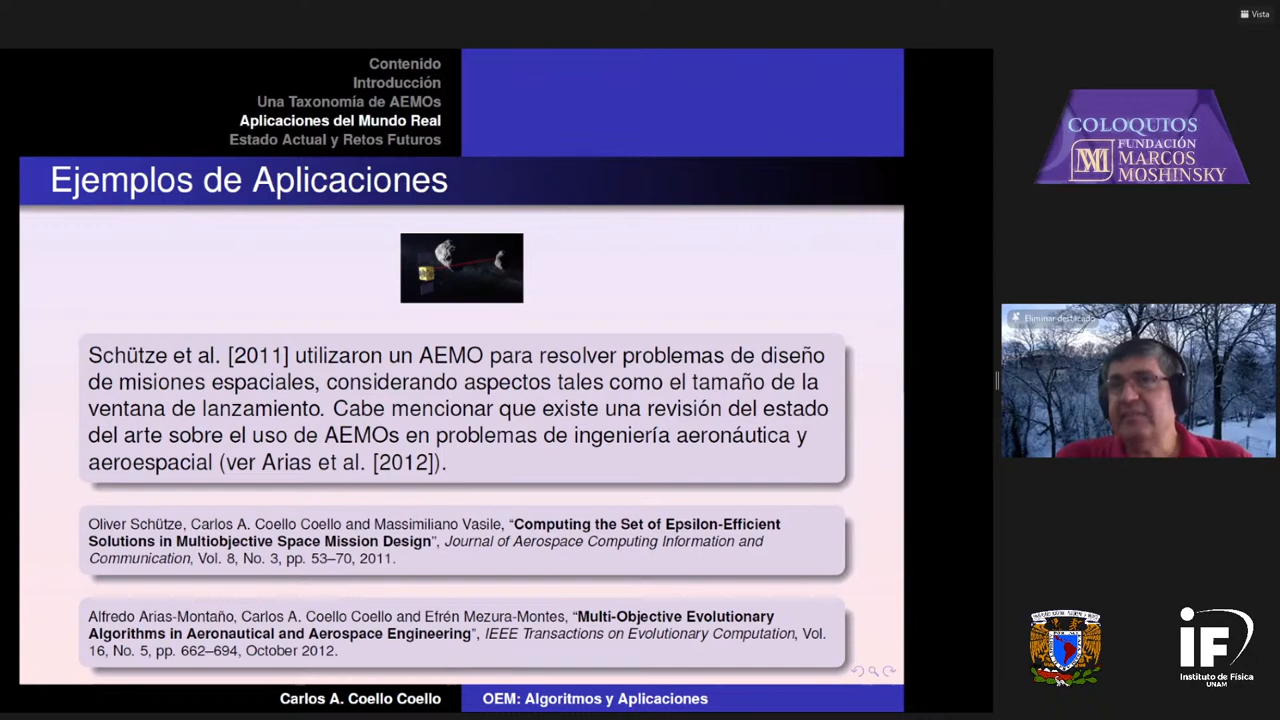 Vista
Contenido
Introducción
Una Taxonomía de AEMOs
Aplicaciones del Mundo Real
Estado Actual y Retos Futuros
Ejemplos de Aplicaciones
Schütze et al. [2011] utilizaron un AEMO para resolver problemas de diseño
de misiones espaciales, considerando aspectos tales como el tamaño de la
ventana de lanzamiento. Cabe mencionar que existe una revisión del estado
del arte sobre el uso de AEMOs en problemas de ingeniería aeronáutica y
aeroespacial (ver Arias et al. [2012]).
Oliver Schütze, Carlos A. Coello Coello and Massimiliano Vasile, “Computing the Set of Epsilon-Efficient
Solutions in Multiobjective Space Mission Design”, Journal of Aerospace Computing Information and
Communication, Vol. 8, No. 3, pp. 53–70, 2011.
Alfredo Arias-Montaño, Carlos A. Coello Coello and Efrén Mezura-Montes, “Multi-Objective Evolutionary
Algorithms in Aeronautical and Aerospace Engineering”, IEEE Transactions on Evolutionary Computation, Vol.
16, No. 5, pp. 662–694, October 2012.
Carlos A. Coello Coello
OEM: Algoritmos y Aplicaciones
COLOQUIOS
FUNDACIÓN
MARCOS
MOSHINSKY
Eliminar destacado
iF
Instituto de Física
UNAM